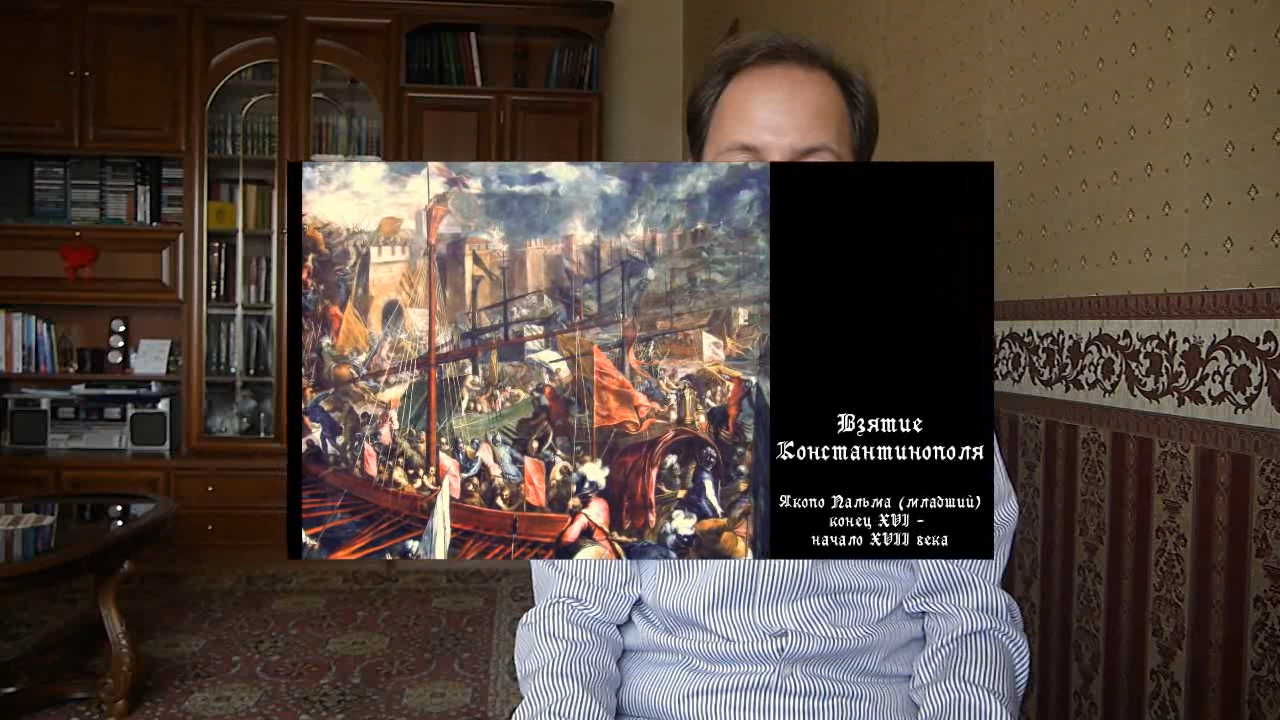 Взятие
Константинополя
Якопо Пальма (младший)
конец XVI -
начало XVII века